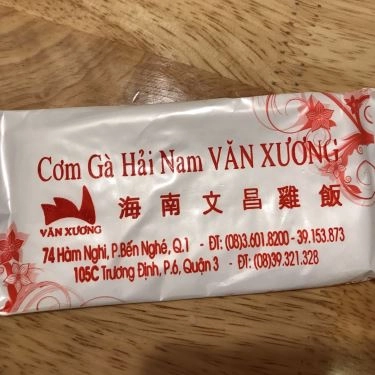 Cơm Gà Hải Nam VĂN XƯƠNG
海南文昌雞飯
VĂN XƯƠNG
74 Hàm Nghi, P.Bến Nghé, Q.1 - ĐT: (08)3.601.8200 - 39.153.873
105C Trương Định, P.6, Quận 3 - ĐT: (08)39.321.328